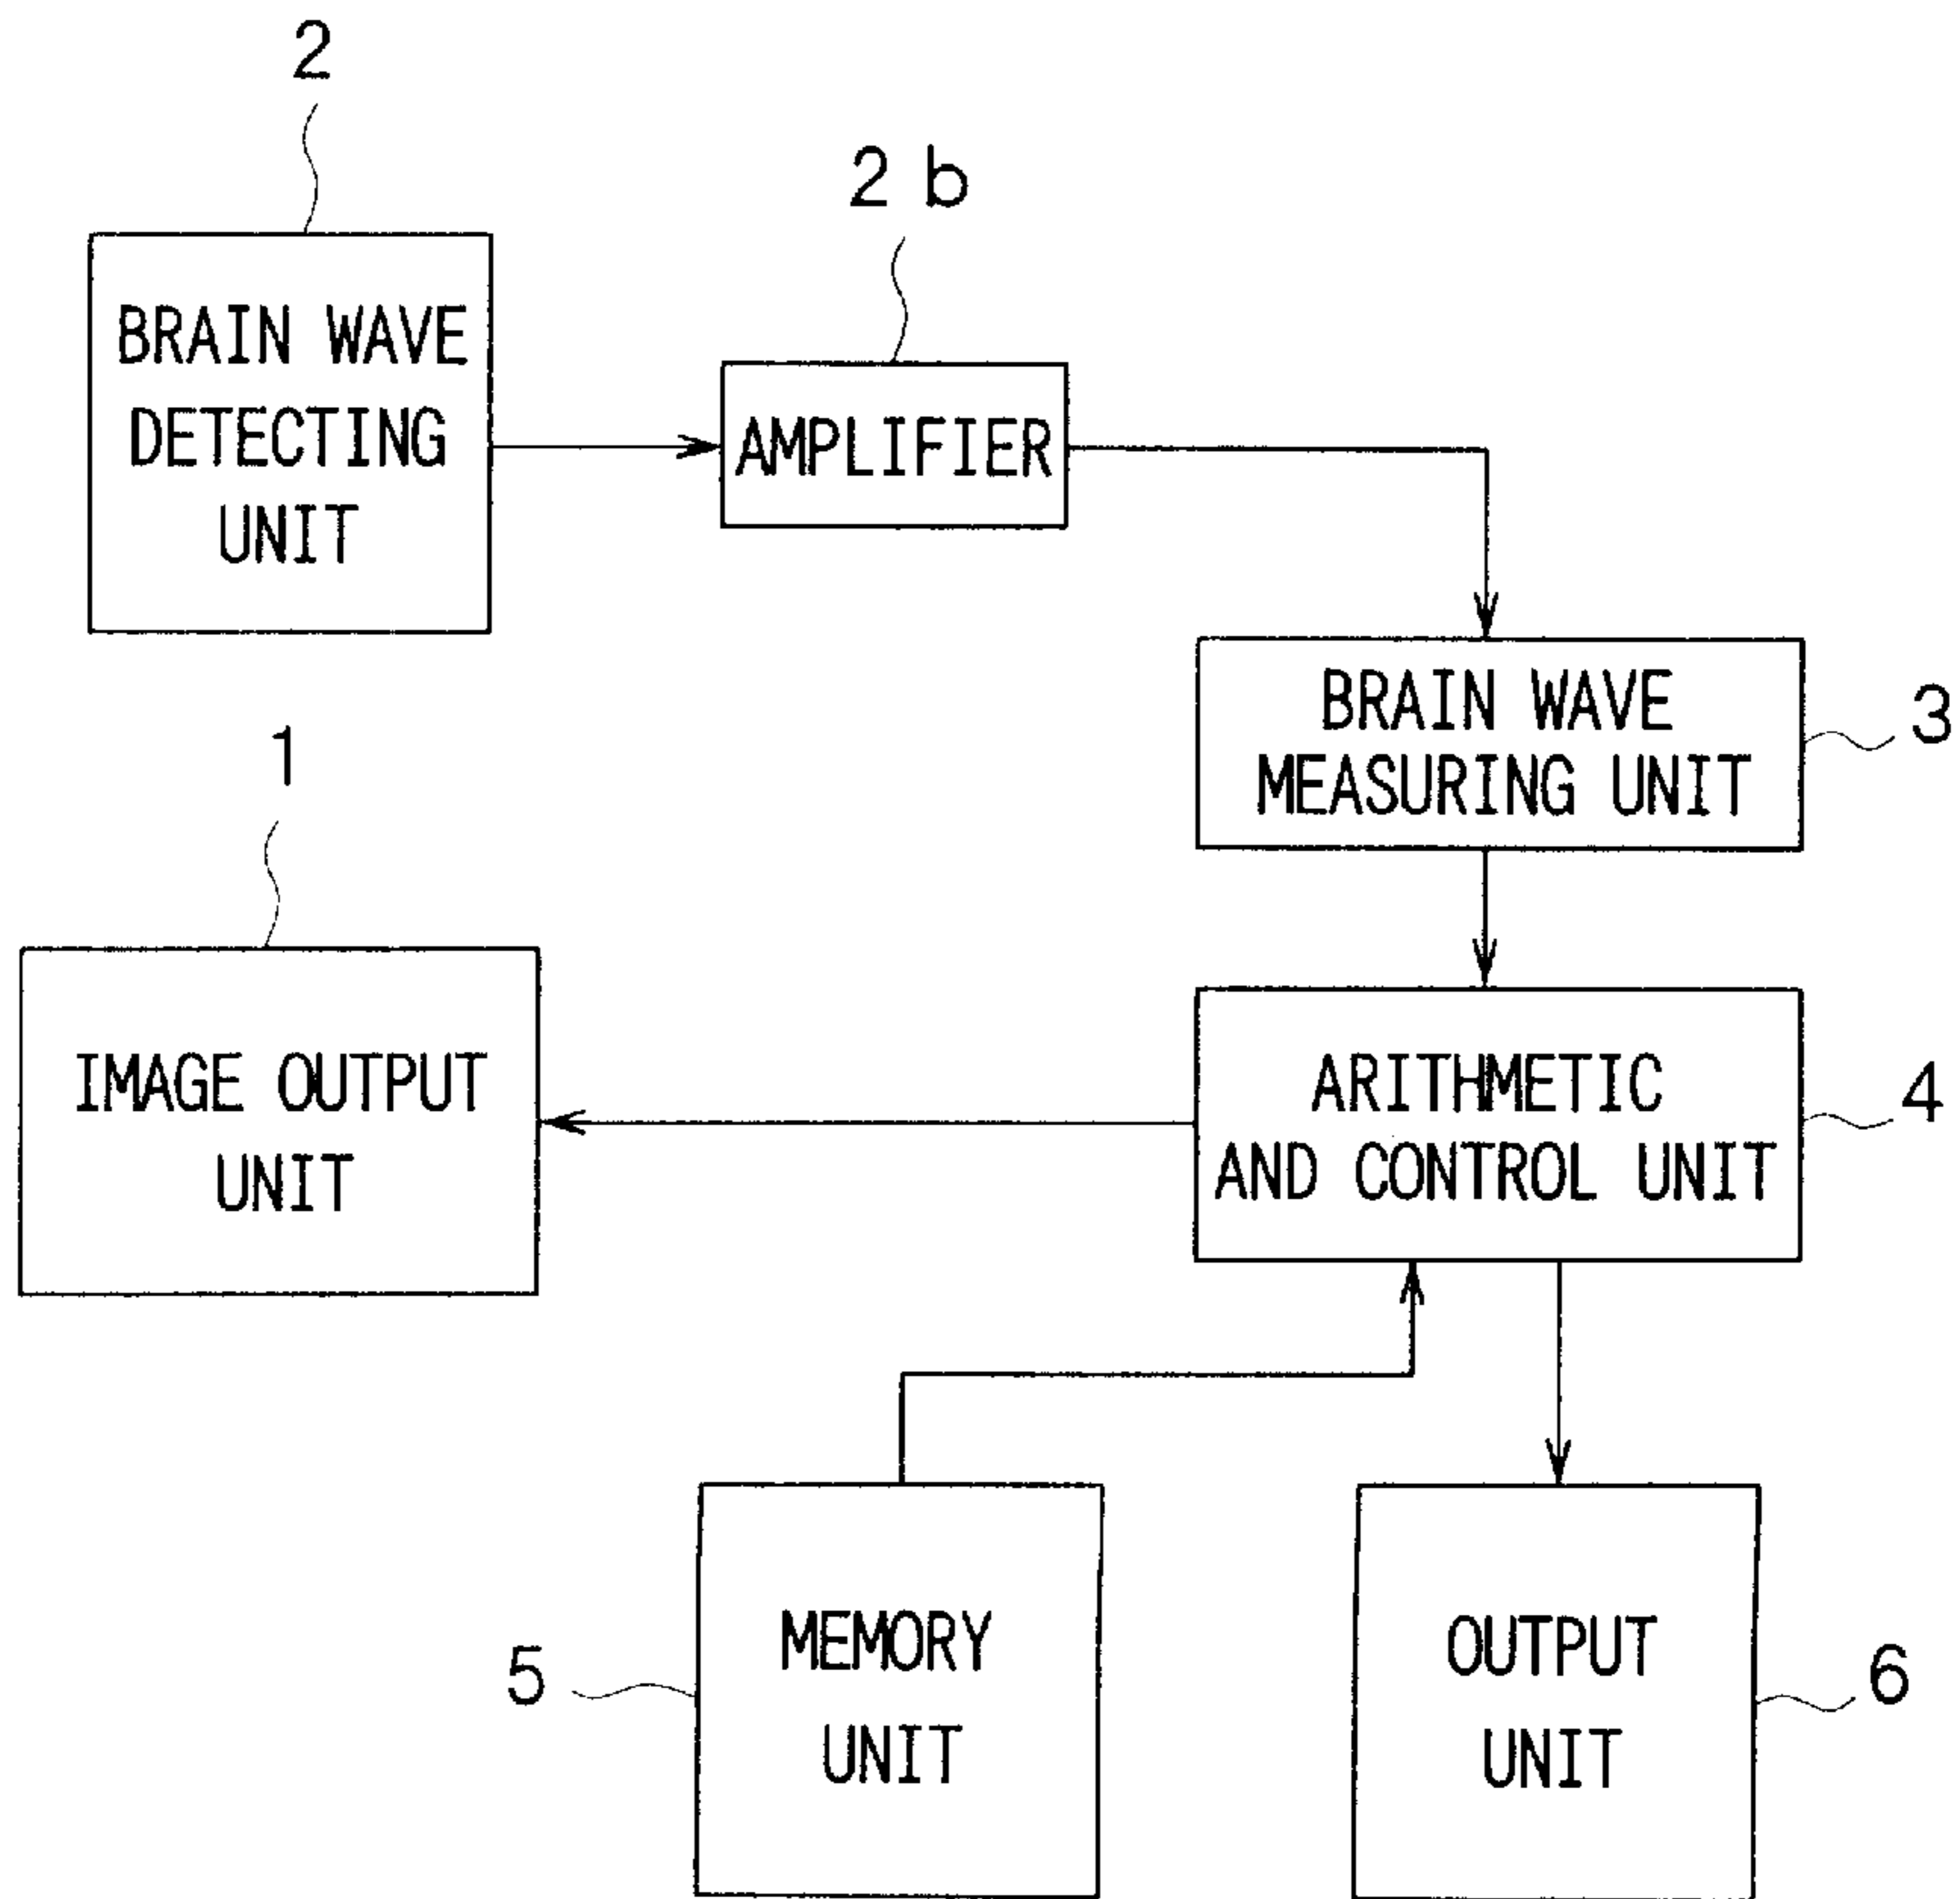 2
BRAIN WAVE
DETECTING
UNIT
2b
AMPLIFIER
BRAIN WAVE
MEASURING UNIT
3
1
IMAGE OUTPUT
UNIT
ARITHMETIC
AND CONTROL UNIT
4
5
MEMORY
UNIT
OUTPUT
UNIT
6